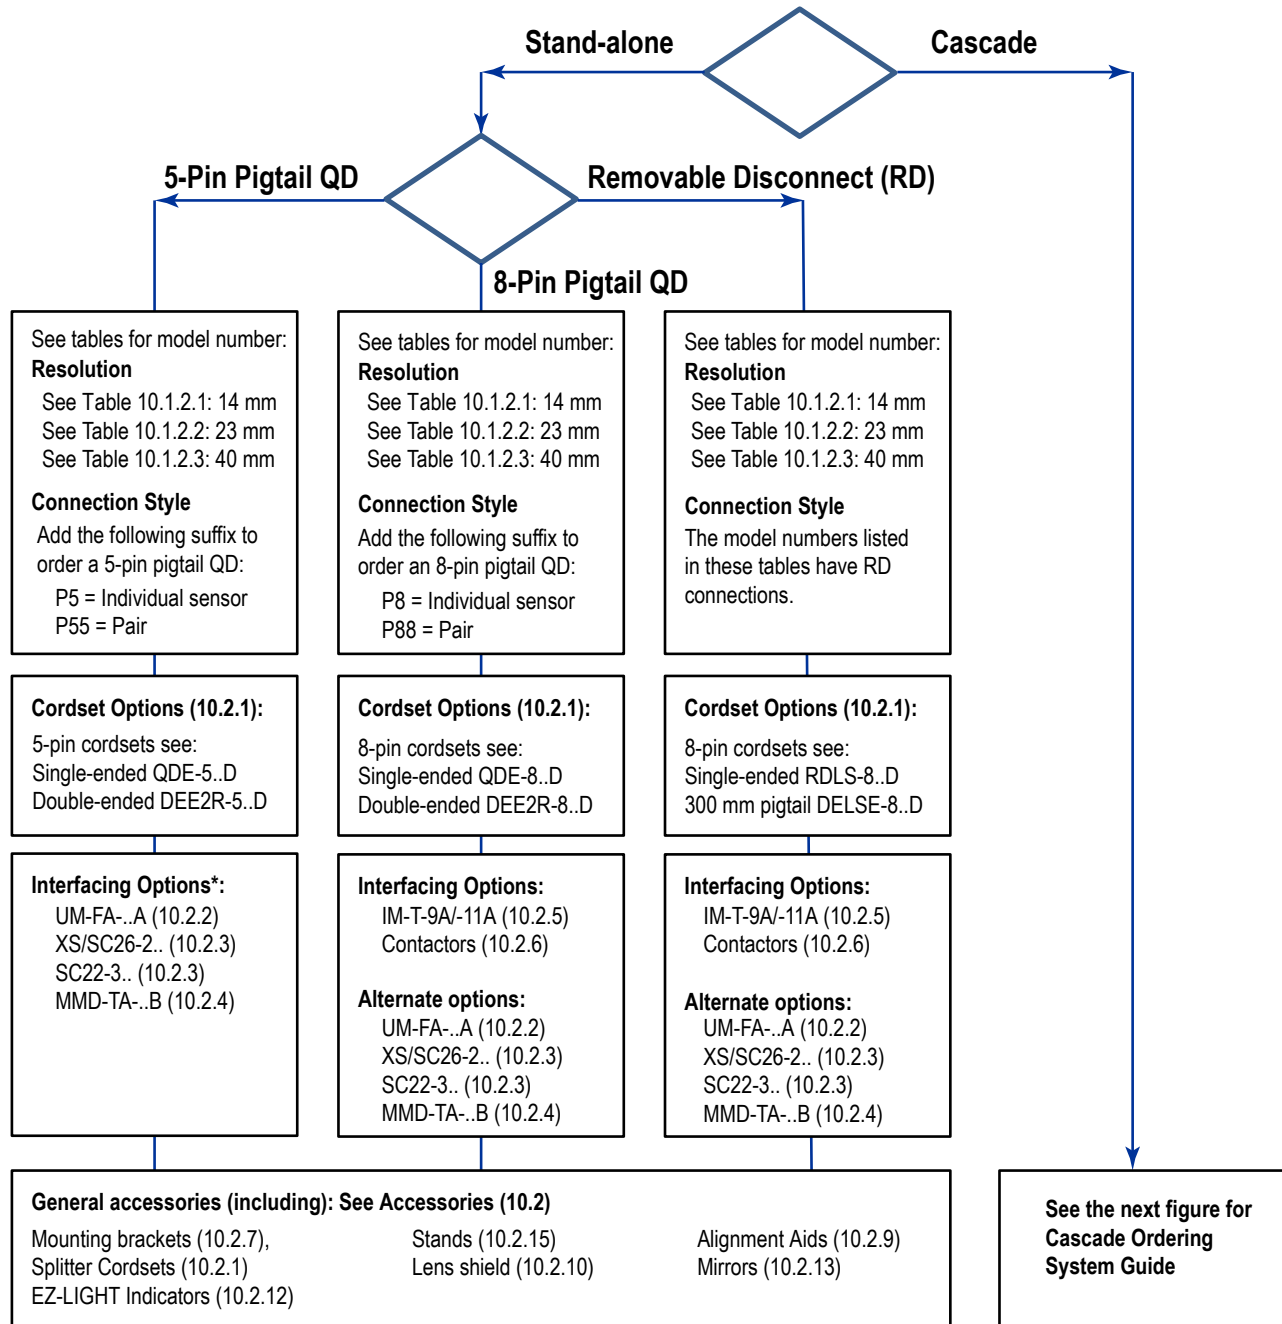 Stand-alone
Cascade
5-Pin Pigtail QD
Removable Disconnect (RD)
8-Pin Pigtail QD
See tables for model number:
Resolution
See Table 10.1.2.1: 14 mm
See Table 10.1.2.2: 23 mm
See Table 10.1.2.3: 40 mm
Connection Style
Add the following suffix to
order a 5-pin pigtail QD:
P5 = Individual sensor
P55 = Pair
See tables for model number:
Resolution
See Table 10.1.2.1: 14 mm
See Table 10.1.2.2: 23 mm
See Table 10.1.2.3: 40 mm
Connection Style
Add the following suffix to
order an 8-pin pigtail QD:
P8 = Individual sensor
P88 = Pair
See tables for model number:
Resolution
See Table 10.1.2.1: 14 mm
See Table 10.1.2.2: 23 mm
See Table 10.1.2.3: 40 mm
Connection Style
The model numbers listed
in these tables have RD
connections.
Cordset Options (10.2.1):
5-pin cordsets see:
Single-ended QDE-5..D
Double-ended DEE2R-5..D
Cordset Options (10.2.1):
8-pin cordsets see:
Single-ended QDE-8..D
Double-ended DEE2R-8..D
Cordset Options (10.2.1):
8-pin cordsets see:
Single-ended RDLS-8..D
300 mm pigtail DELSE-8..D
Interfacing Options*:
UM-FA-..A (10.2.2)
XS/SC26-2.. (10.2.3)
SC22-3.. (10.2.3)
MMD-TA-..B (10.2.4)
Interfacing Options:
IM-T-9A/-11A (10.2.5)
Contactors (10.2.6)
Alternate options:
UM-FA-..A (10.2.2)
XS/SC26-2.. (10.2.3)
SC22-3.. (10.2.3)
MMD-TA-..B (10.2.4)
Interfacing Options:
IM-T-9A/-11A (10.2.5)
Contactors (10.2.6)
Alternate options:
UM-FA-..A (10.2.2)
XS/SC26-2.. (10.2.3)
SC22-3.. (10.2.3)
MMD-TA-..B (10.2.4)
General accessories (including): See Accessories (10.2)
Mounting brackets (10.2.7),
Splitter Cordsets (10.2.1)
EZ-LIGHT Indicators (10.2.12)
Stands (10.2.15)
Lens shield (10.2.10)
Alignment Aids (10.2.9)
Mirrors (10.2.13)
See the next figure for
Cascade Ordering
System Guide